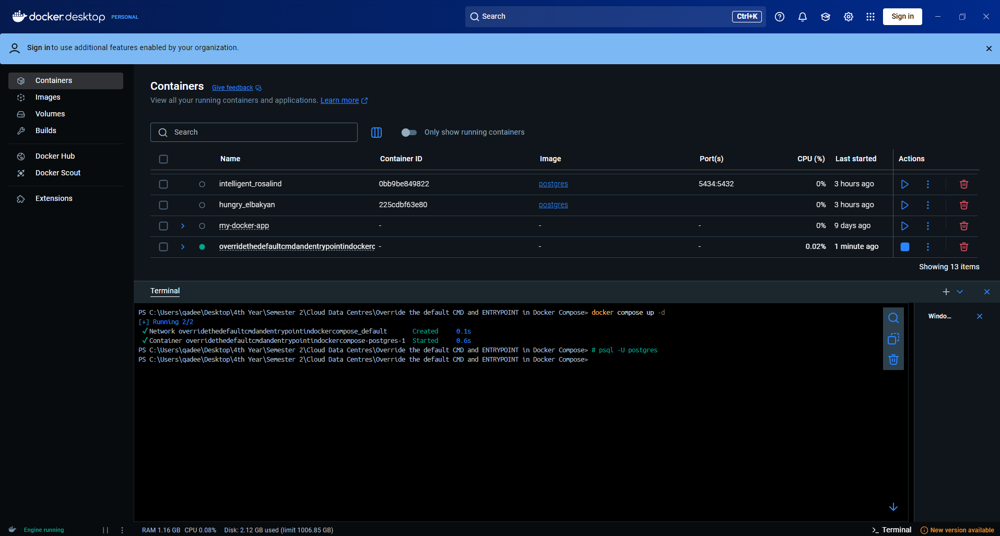 docker.desktop PERSONAL
Search Ctrl+K
Sign in
Sign in to use additional features enabled by your organization.
Containers
Images
Volumes
Builds
Docker Hub
Docker Scout
Extensions
Containers Give feedback
View all your running containers and applications. Learn more
Search
Only show running containers
Name Container ID Image Port(s) CPU (%) Last started Actions
intelligent_rosalind 0bb9be849822 postgres 5434:5432 0% 3 hours ago
hungry_elbakyan 225cdbf63e80 postgres 0% 3 hours ago
my-docker-app - - - 0% 9 days ago
overridethedefaultcmdandentrypointindockerc - - - 0.02% 1 minute ago
Showing 13 items
Terminal
PS C:\Users\qadee\Desktop\4th Year\Semester 2\Cloud Data Centres\Override the default CMD and ENTRYPOINT in Docker Compose> docker compose up -d
[+] Running 2/2
✓Network overridethedefaultcmdandentrypointindockercompose_default Created 0.1s
✓Container overridethedefaultcmdandentrypointindockercompose-postgres-1 Started 0.6s
PS C:\Users\qadee\Desktop\4th Year\Semester 2\Cloud Data Centres\Override the default CMD and ENTRYPOINT in Docker Compose> # psql -U postgres
PS C:\Users\qadee\Desktop\4th Year\Semester 2\Cloud Data Centres\Override the default CMD and ENTRYPOINT in Docker Compose>
Windo...
Engine running
RAM 1.16 GB CPU 0.08% Disk: 2.12 GB used (limit 1006.85 GB)
>_ Terminal
New version available